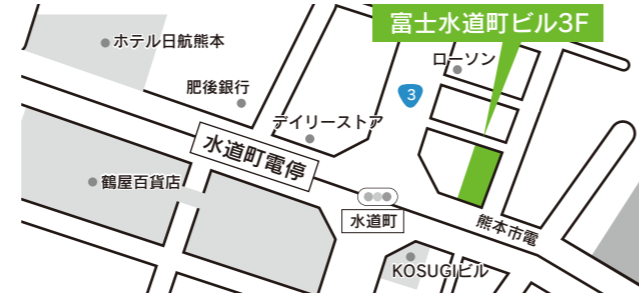 富士水道町ビル3F
ホテル日航熊本
ローソン
肥後銀行
3
デイリーストア
水道町電停
鶴屋百貨店
水道町
熊本市電
KOSUGIビル